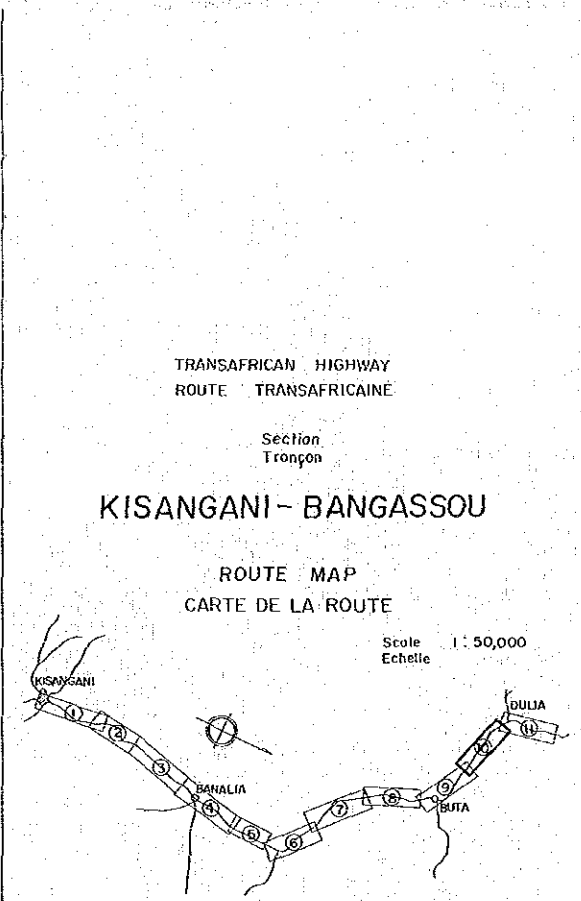 TRANSAFRICAN HIGHWAY
ROUTE TRANSAFRICAINE
Section
Tronçon
KISANGANI - BANGASSOU
ROUTE MAP
CARTE DE LA ROUTE
Scale 1 : 50,000
Echelle
KISANGANI
1
2
3
BANALIA
4
5
6
7
8
9
BUTA
10
DULIA
11